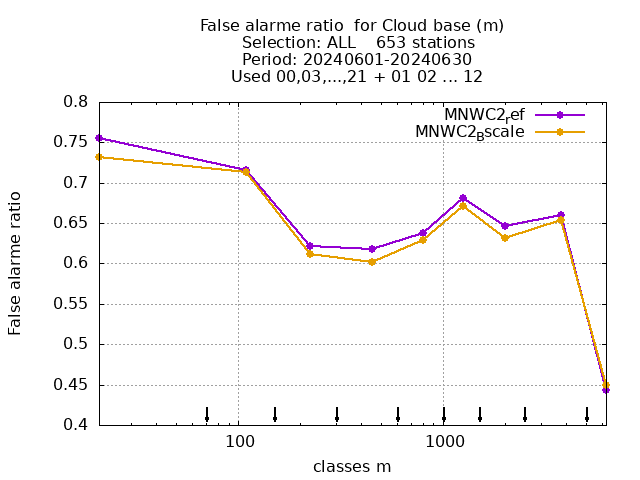 False alarme ratio  for Cloud base (m)
Selection: ALL    653 stations
Period: 20240601-20240630
Used 00,03,...,21 + 01 02 ... 12
MNWC2_ref
MNWC2_Bscale
0.8
0.75
0.7
0.65
0.6
0.55
0.5
0.45
0.4
False alarme ratio
100
1000
classes m